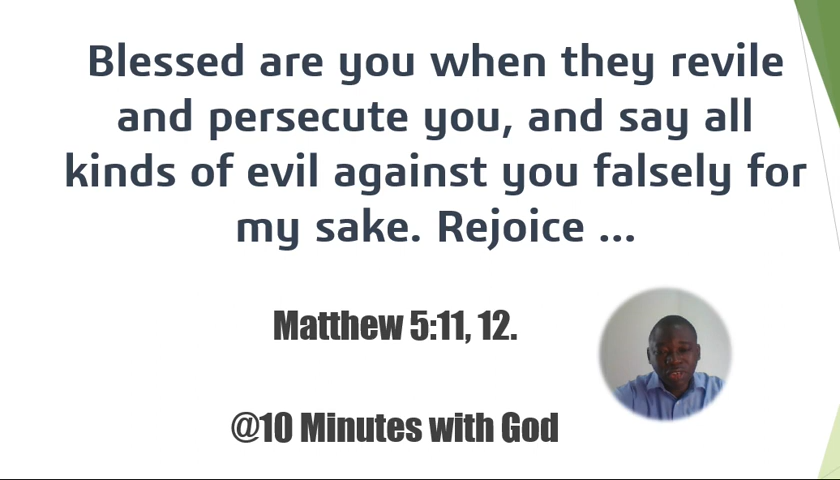 Blessed are you when they revile
and persecute you, and say all
kinds of evil against you falsely for
my sake. Rejoice ...
Matthew 5:11, 12.
@10 Minutes with God